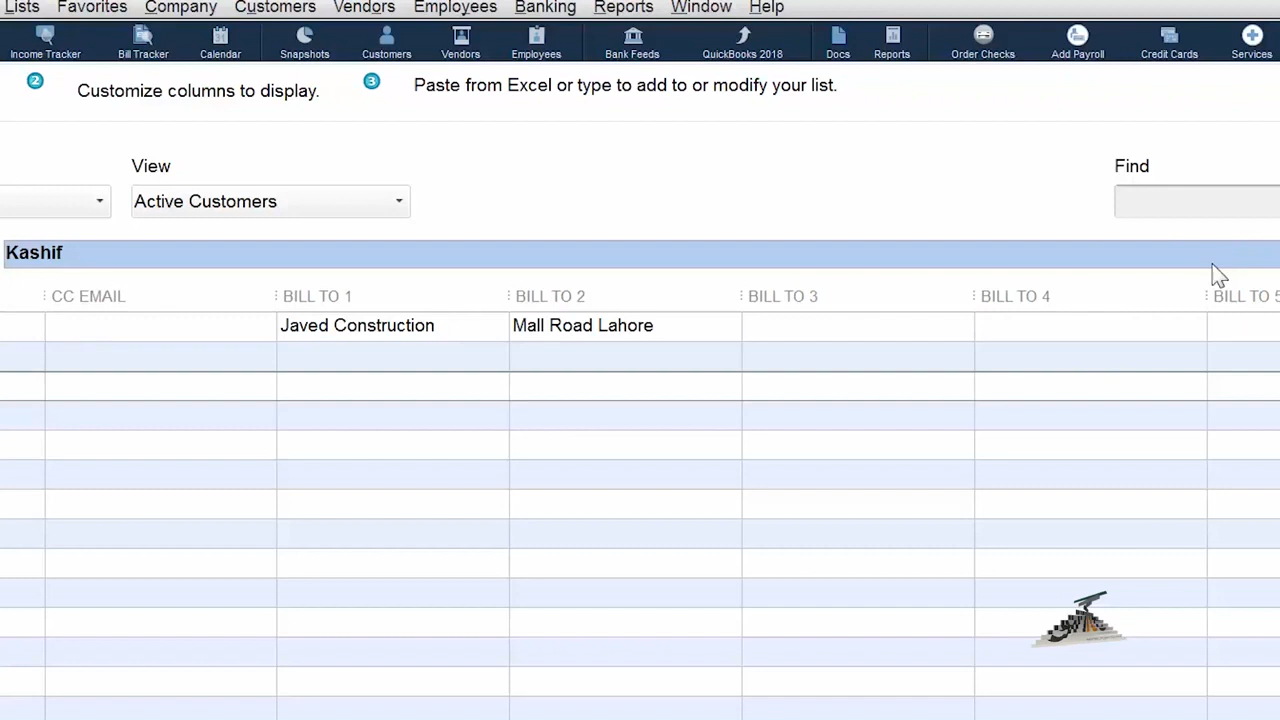 Lists Favorites Company Customers Vendors Employees Banking Reports Window Help
Income Tracker Bill Tracker Calendar Snapshots Customers Vendors Employees Bank Feeds QuickBooks 2018 Docs Reports Order Checks Add Payroll Credit Cards Services
2 Customize columns to display. 3 Paste from Excel or type to add to or modify your list.
View Find
Active Customers
Kashif
CC EMAIL BILL TO 1 BILL TO 2 BILL TO 3 BILL TO 4 BILL TO 5
Javed Construction Mall Road Lahore